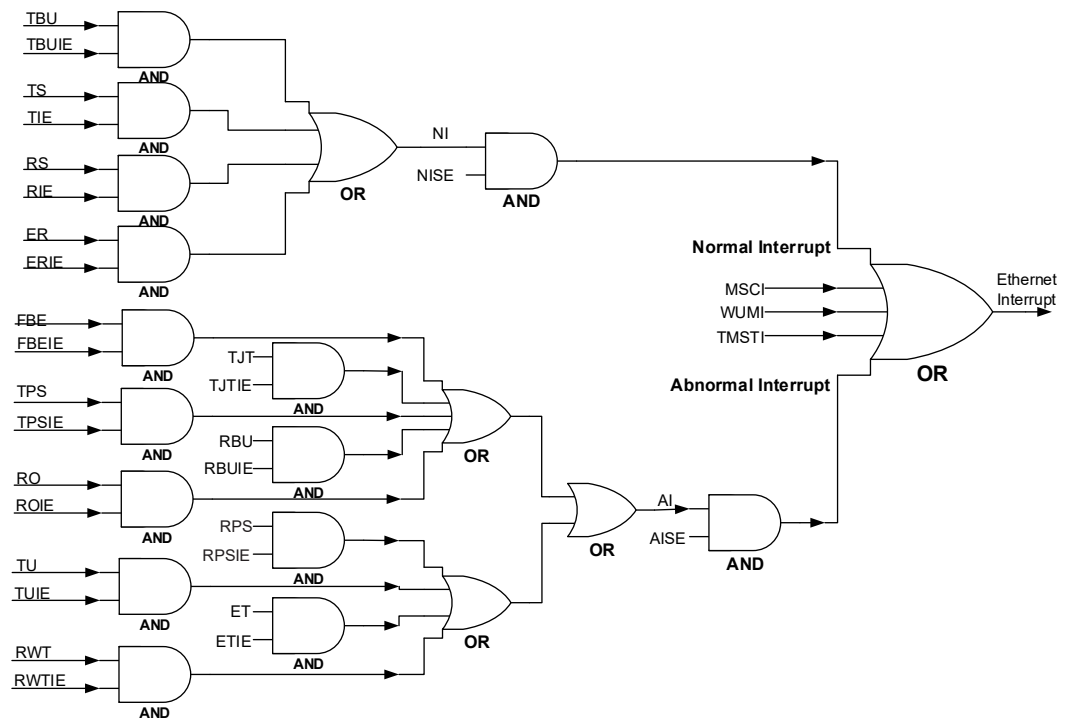 TBU
TBUIE
AND
TS
TIE
AND
RS
RIE
AND
ER
ERIE
AND
OR
NI
NISE
AND
Normal Interrupt
MSCI
WUMI
TMSTI
Abnormal Interrupt
OR
Ethernet
Interrupt
FBE
FBEIE
AND
TJT
TJTIE
AND
TPS
TPSIE
AND
RBU
RBUIE
AND
OR
RO
ROIE
AND
RPS
RPSIE
AND
TU
TUIE
AND
ET
ETIE
AND
OR
RWT
RWTIE
AND
OR
AI
AISE
AND